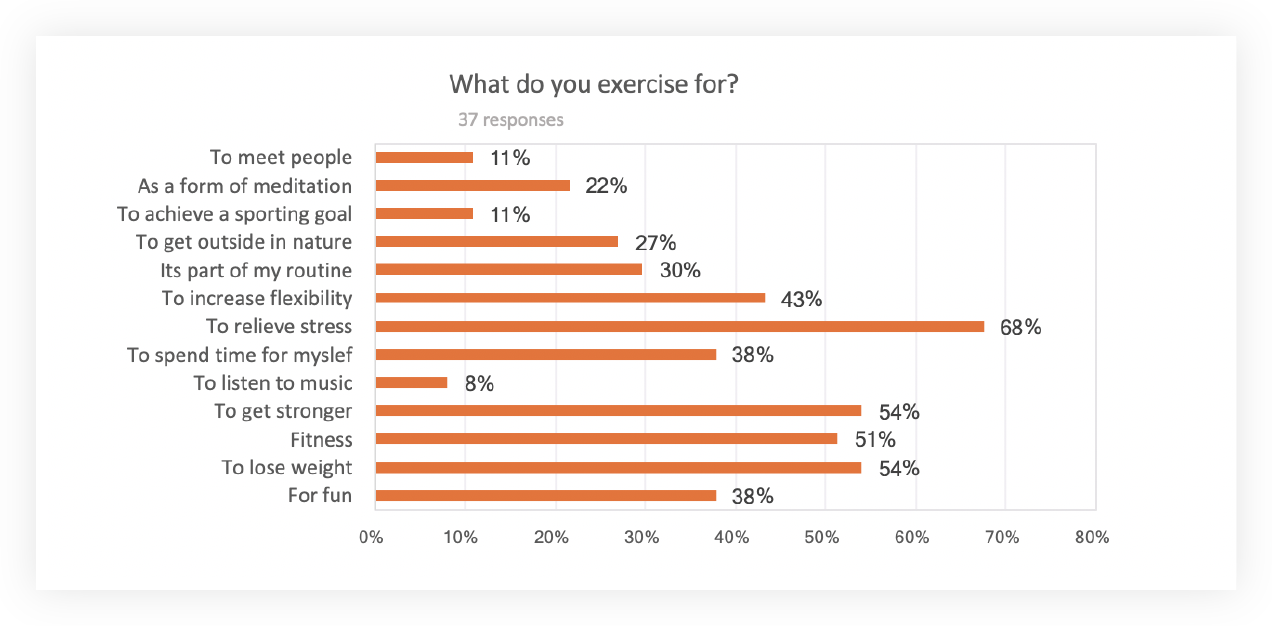 What do you exercise for?
37 responses
To meet people 11%
As a form of meditation 22%
To achieve a sporting goal 11%
To get outside in nature 27%
Its part of my routine 30%
To increase flexibility 43%
To relieve stress 68%
To spend time for myslef 38%
To listen to music 8%
To get stronger 54%
Fitness 51%
To lose weight 54%
For fun 38%
0% 10% 20% 30% 40% 50% 60% 70% 80%